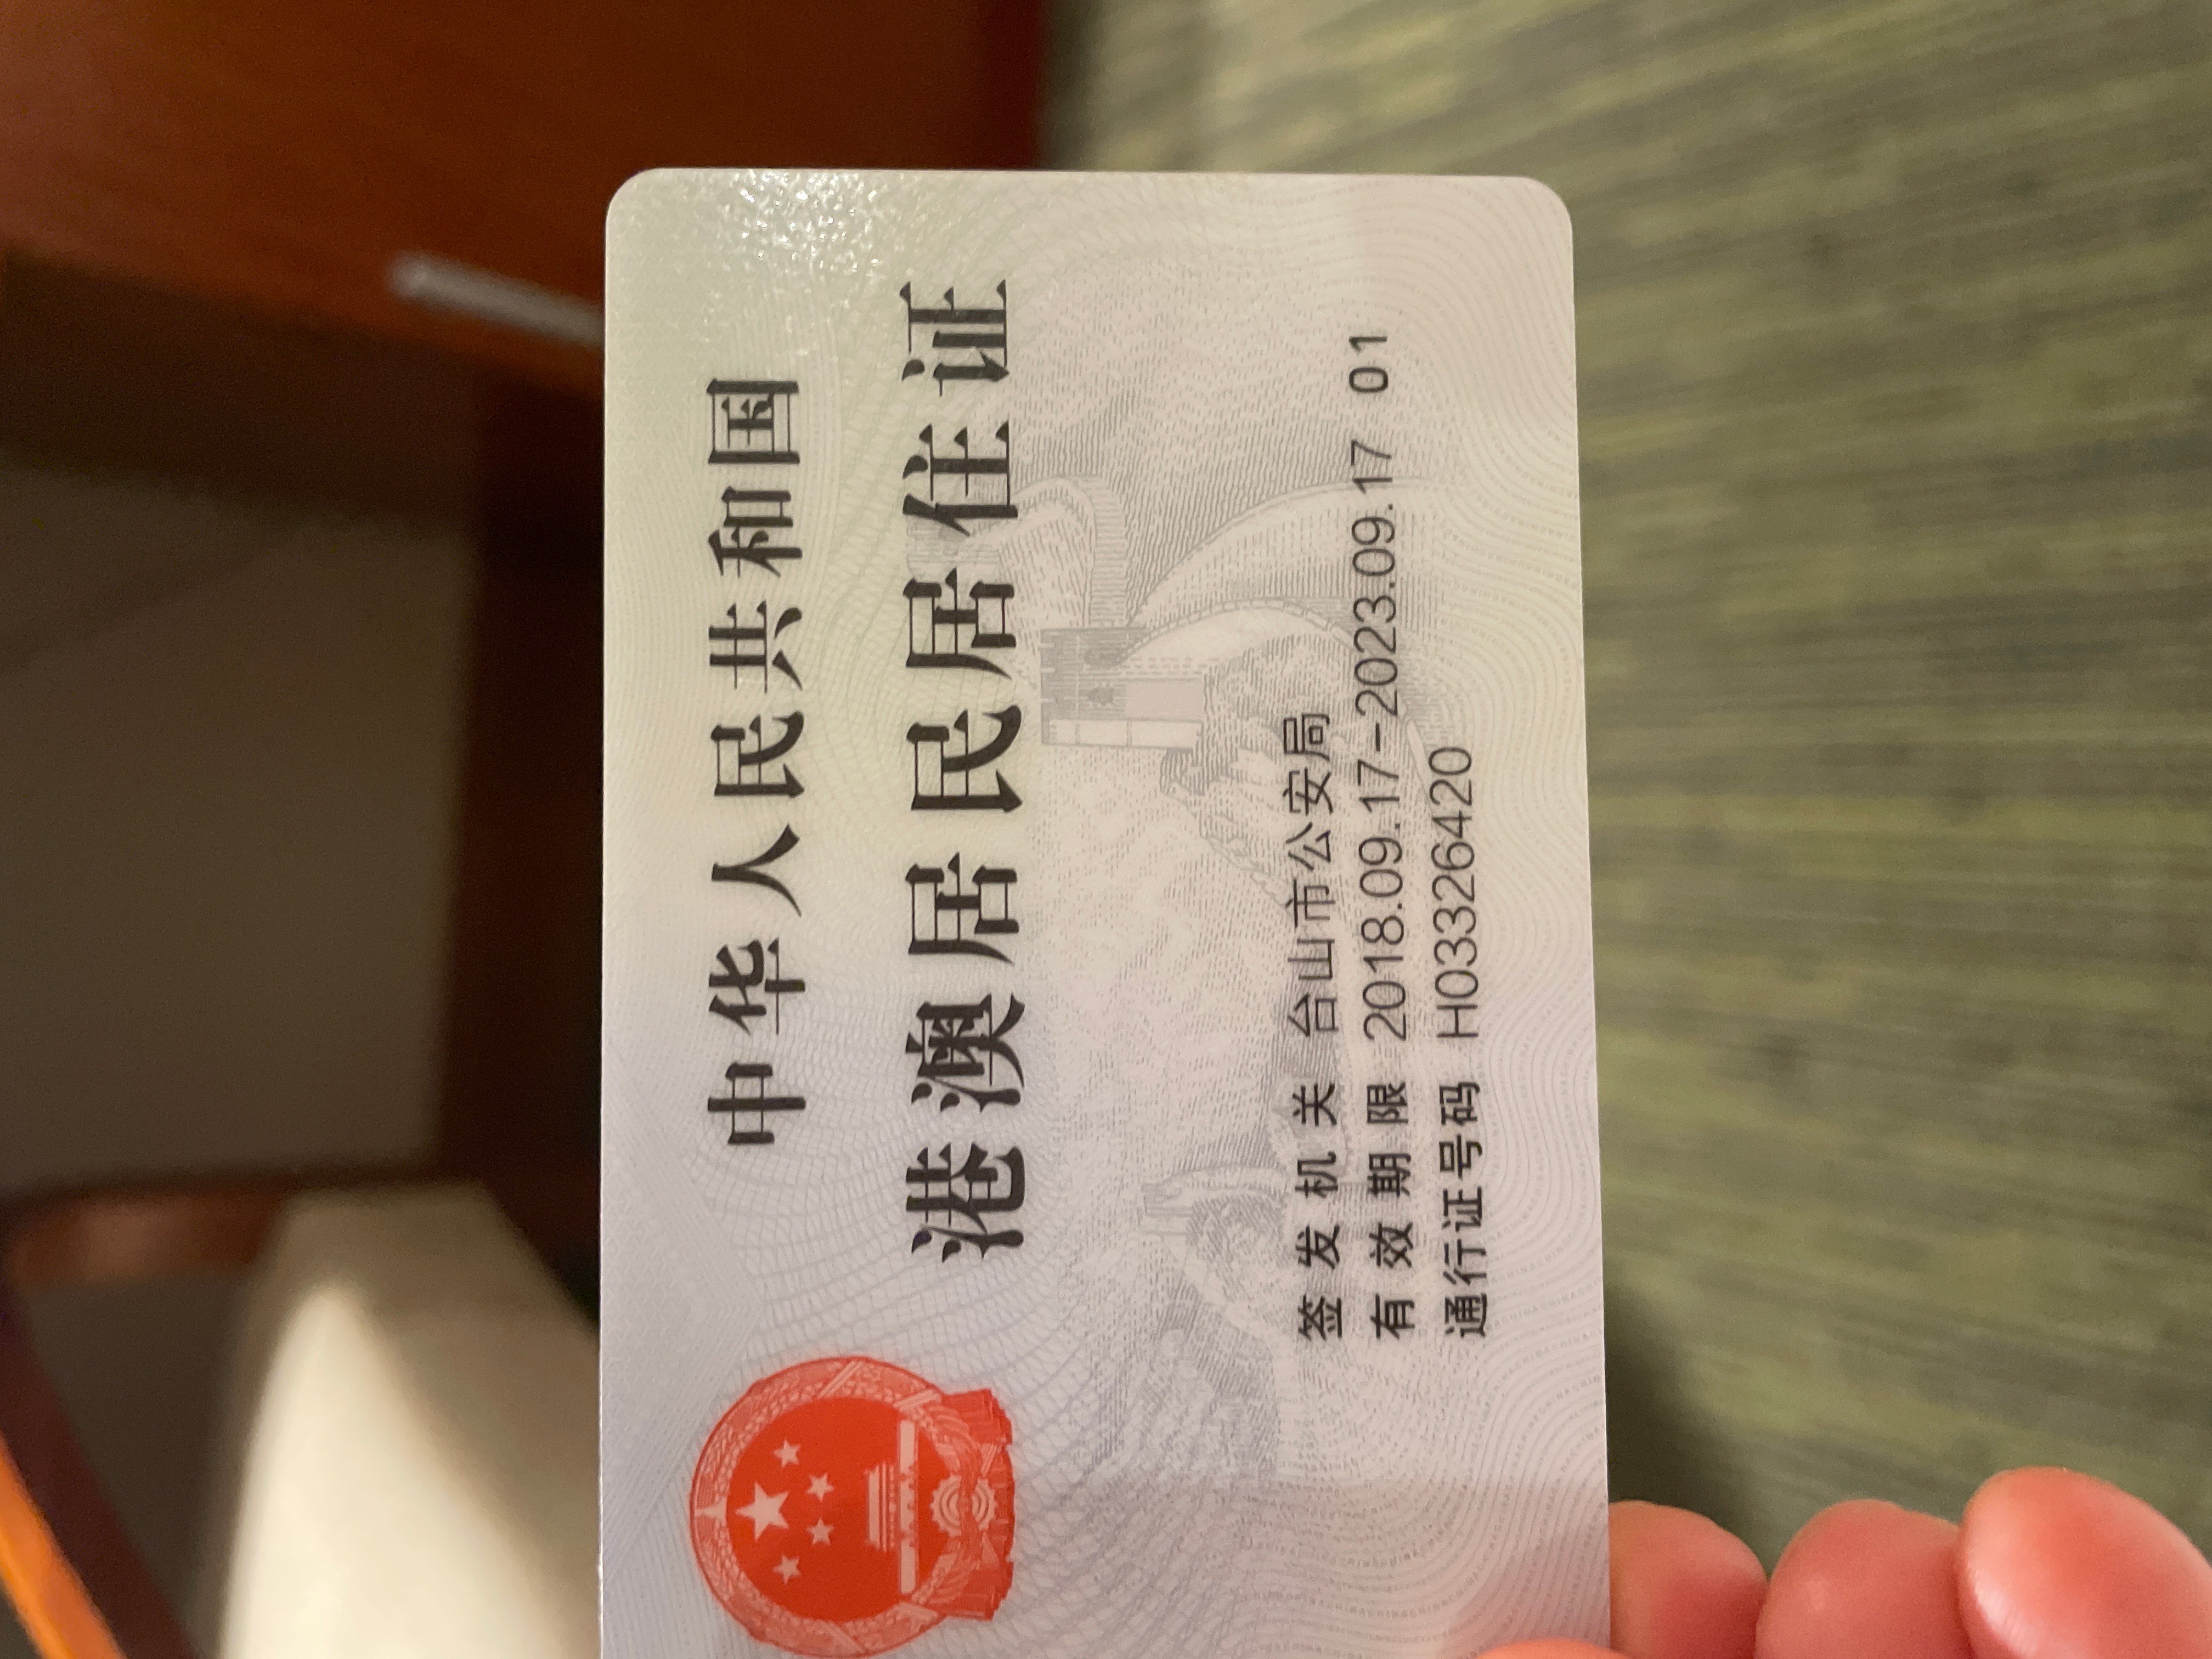 中华人民共和国
港澳居民居住证
签发机关 台山市公安局
有效期限 2018.09.17-2023.09.17 01
通行证号码 H03326420